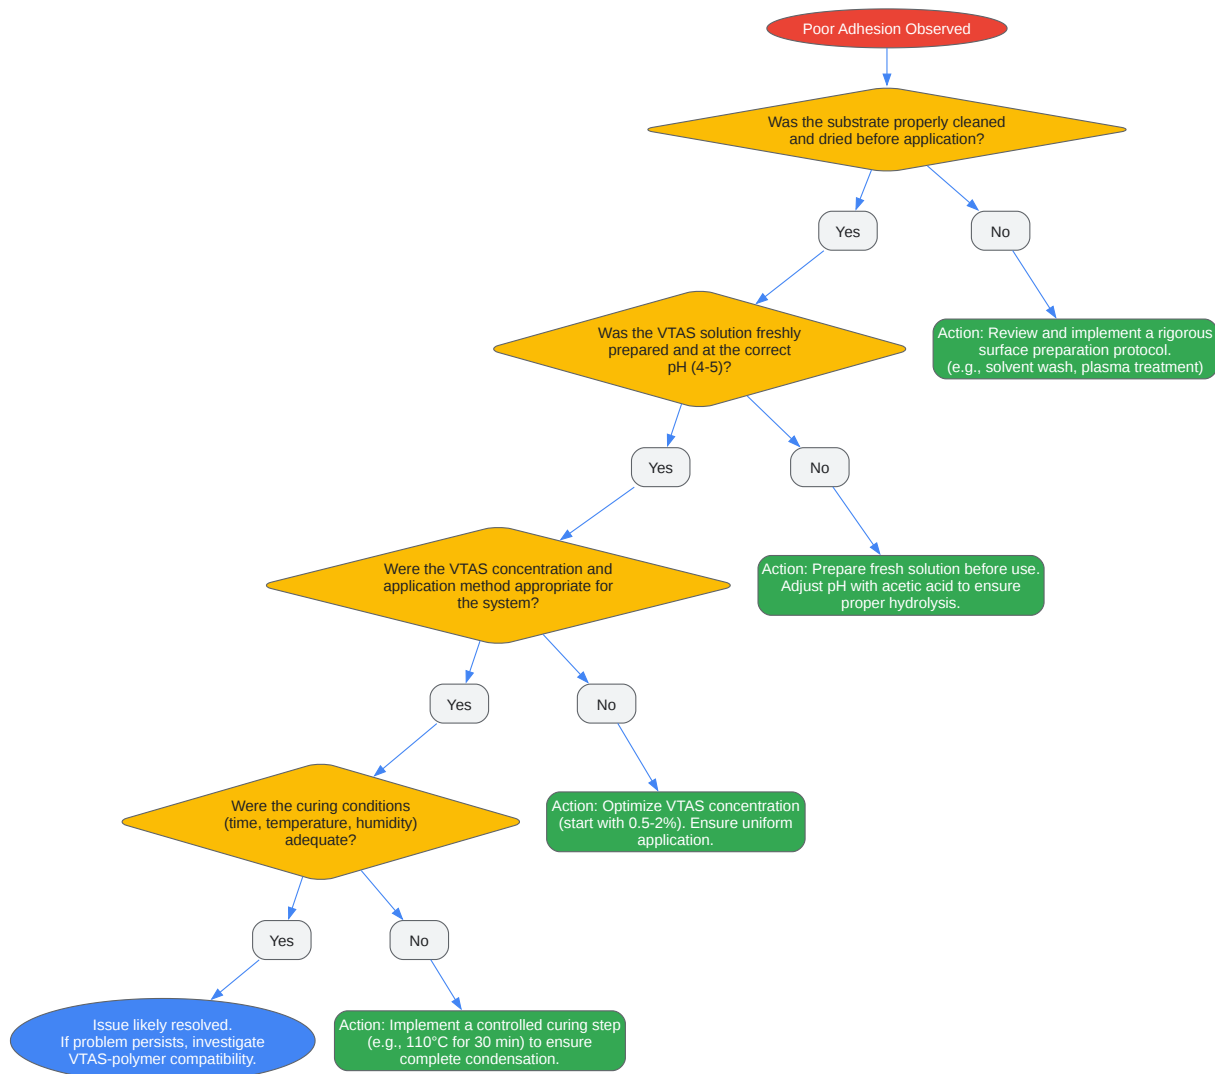 Poor Adhesion Observed
Was the substrate properly cleaned
and dried before application?
Yes
No
Was the VTAS solution freshly
prepared and at the correct
pH (4-5)?
Action: Review and implement a rigorous
surface preparation protocol.
(e.g., solvent wash, plasma treatment)
Yes
No
Were the VTAS concentration and
application method appropriate for
the system?
Action: Prepare fresh solution before use.
Adjust pH with acetic acid to ensure
proper hydrolysis.
Yes
No
Were the curing conditions
(time, temperature, humidity)
adequate?
Action: Optimize VTAS concentration
(start with 0.5-2%). Ensure uniform
application.
Yes
No
Issue likely resolved.
If problem persists, investigate
VTAS-polymer compatibility.
Action: Implement a controlled curing step
(e.g., 110°C for 30 min) to ensure
complete condensation.